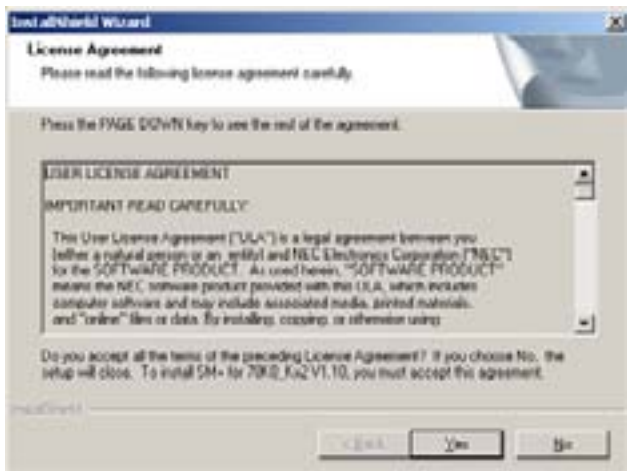 InstallShield Wizard
License Agreement
Please read the following license agreement carefully.
Press the PAGE DOWN key to see the rest of the agreement.
USER LICENSE AGREEMENT
IMPORTANT READ CAREFULLY:
This User License Agreement ("ULA") is a legal agreement between you
(either a natural person or an entity) and NEC Electronics Corporation ("NEC")
for the SOFTWARE PRODUCT. As used herein, "SOFTWARE PRODUCT"
means the NEC software product provided with this ULA, which includes
computer software and may include associated media, printed materials,
and "online" files or data. By installing, copying, or otherwise using
Do you accept all the terms of the preceding License Agreement? If you choose No, the
setup will close. To install SM+ for 78K0_Kx2 V1.10, you must accept this agreement.
InstallShield
< Back
Yes
No